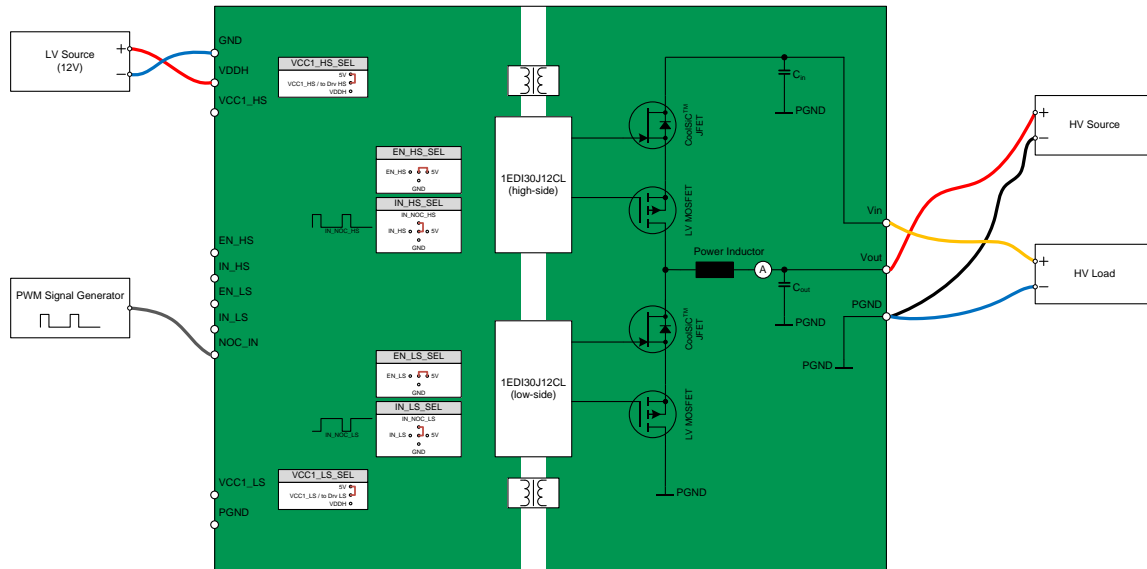 LV Source
(12V)
+
−
GND
VDDH
VCC1_HS
VCC1_HS_SEL
5V
VCC1_HS / to Drv HS
VDDH
EN_HS_SEL
EN_HS
5V
GND
IN_HS_SEL
IN_NOC_HS
IN_HS
5V
GND
IN_NOC_HS
EN_HS
IN_HS
EN_LS
IN_LS
NOC_IN
PWM Signal Generator
EN_LS_SEL
EN_LS
5V
GND
IN_LS_SEL
IN_NOC_LS
IN_LS
5V
GND
IN_NOC_LS
VCC1_LS
PGND
VCC1_LS_SEL
5V
VCC1_LS / to Drv LS
VDDH
1EDI30J12CL
(high-side)
1EDI30J12CL
(low-side)
CoolSiC™
JFET
LV MOSFET
CoolSiC™
JFET
LV MOSFET
PGND
Cin
PGND
Power Inductor
A
Cout
PGND
Vin
Vout
PGND
PGND
+
−
HV Source
+
−
HV Load